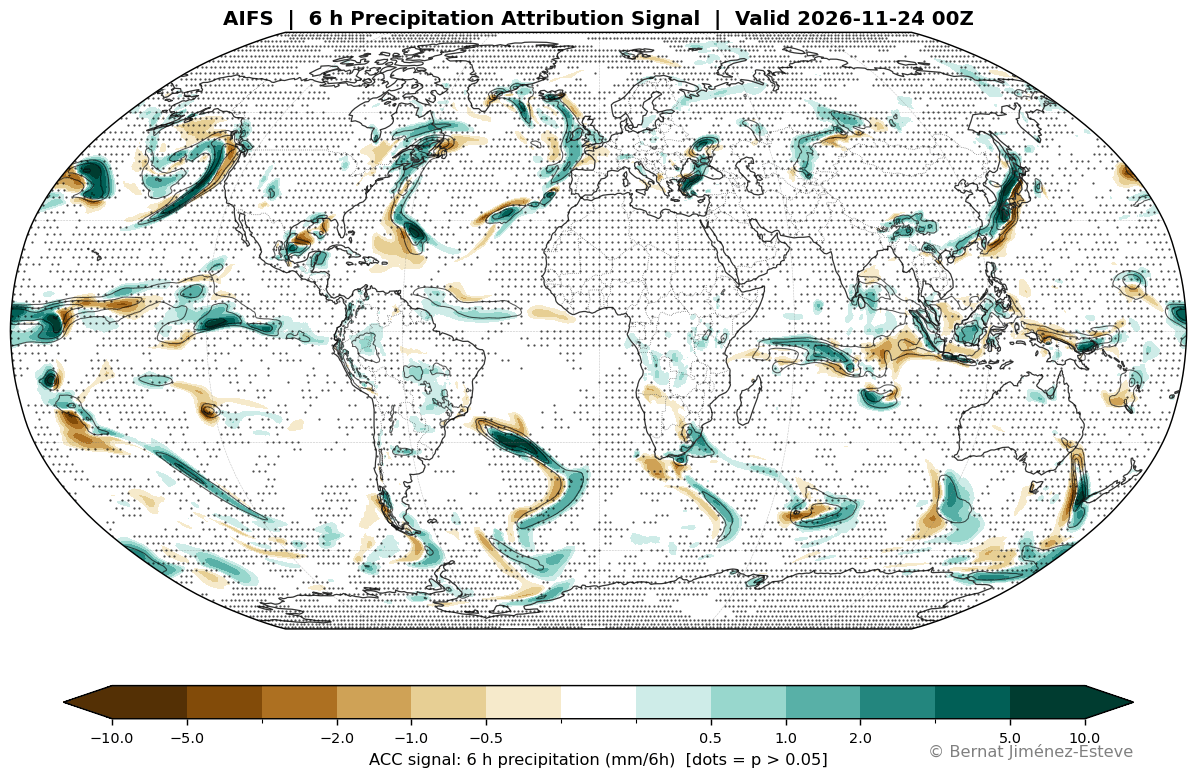 AIFS | 6 h Precipitation Attribution Signal | Valid 2026-11-24 00Z
−10.0 −5.0 −2.0 −1.0 −0.5 0.5 1.0 2.0 5.0 10.0
ACC signal: 6 h precipitation (mm/6h) [dots = p > 0.05]
© Bernat Jiménez-Esteve